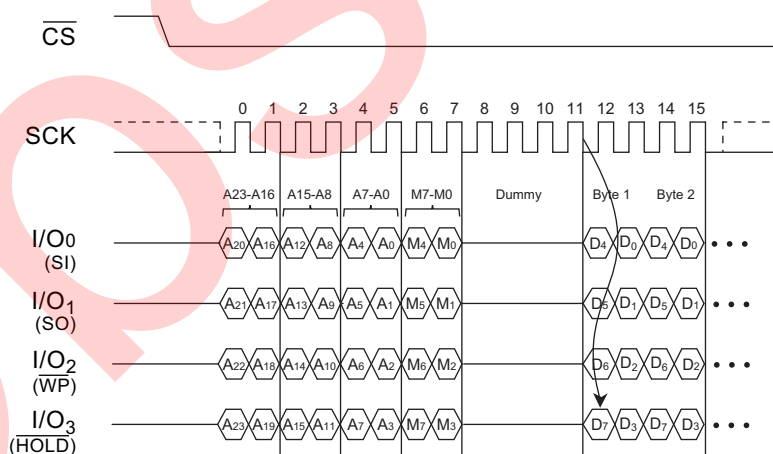 CS
0 1 2 3 4 5 6 7 8 9 10 11 12 13 14 15
SCK
A23-A16 A15-A8 A7-A0 M7-M0 Dummy Byte 1 Byte 2
I/O0 A20 A16 A12 A8 A4 A0 M4 M0 D4 D0 D4 D0 • • •
(SI)
I/O1 A21 A17 A13 A9 A5 A1 M5 M1 D5 D1 D5 D1 • • •
(SO)
I/O2 A22 A18 A14 A10 A6 A2 M6 M2 D6 D2 D6 D2 • • •
(WP)
I/O3 A23 A19 A15 A11 A7 A3 M7 M3 D7 D3 D7 D3 • • •
(HOLD)